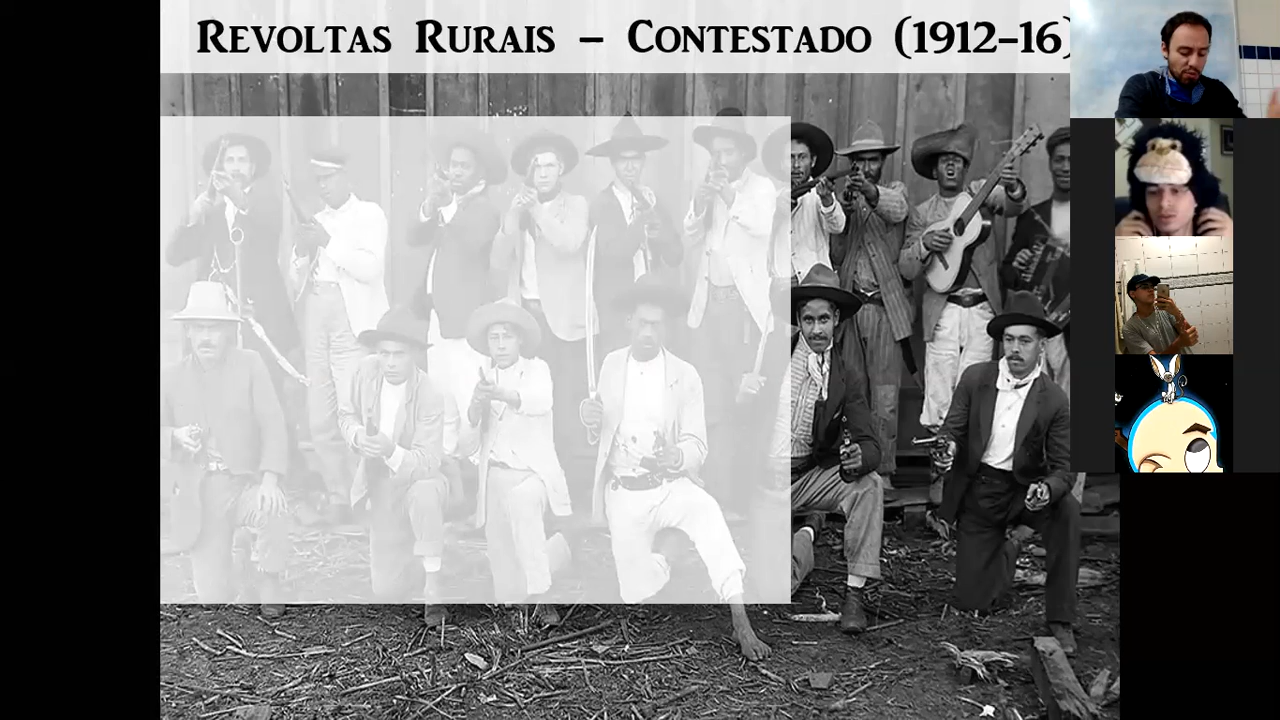 Revoltas Rurais – Contestado (1912-16)